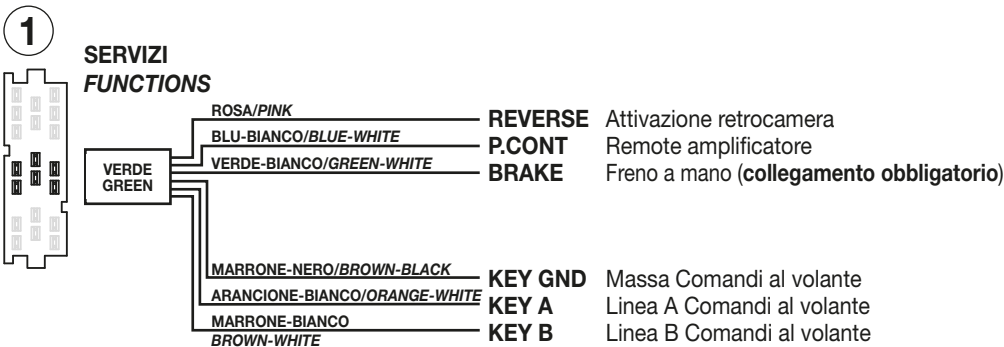 1
SERVIZI
FUNCTIONS
ROSA/PINK REVERSE Attivazione retrocamera
BLU-BIANCO/BLUE-WHITE P.CONT Remote amplificatore
VERDE-BIANCO/GREEN-WHITE BRAKE Freno a mano (collegamento obbligatorio)
VERDE
GREEN
MARRONE-NERO/BROWN-BLACK KEY GND Massa Comandi al volante
ARANCIONE-BIANCO/ORANGE-WHITE KEY A Linea A Comandi al volante
MARRONE-BIANCO KEY B Linea B Comandi al volante
BROWN-WHITE